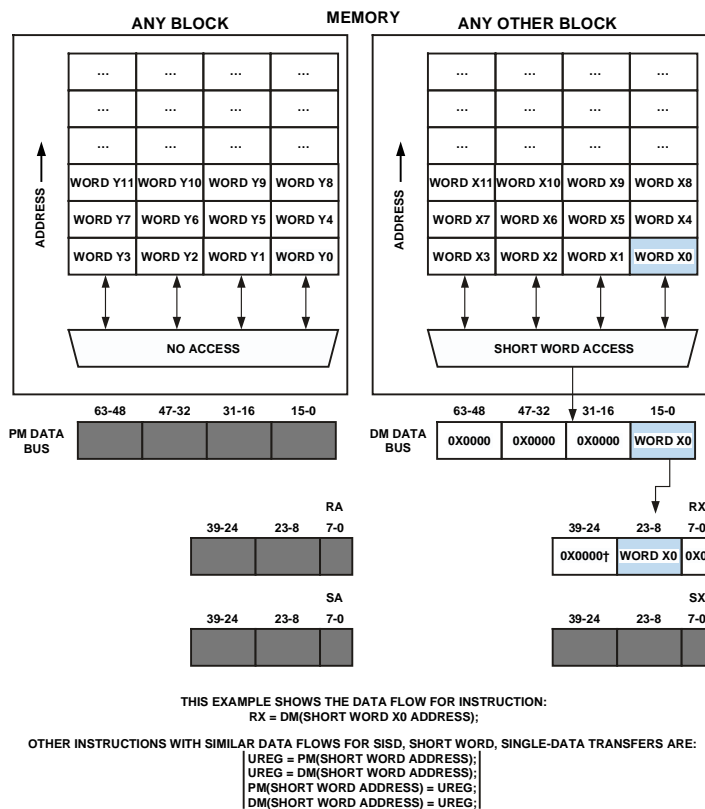 MEMORY
ANY BLOCK
ANY OTHER BLOCK
ADDRESS
... ... ... ...
... ... ... ...
... ... ... ...
WORD Y11 WORD Y10 WORD Y9 WORD Y8
WORD Y7 WORD Y6 WORD Y5 WORD Y4
WORD Y3 WORD Y2 WORD Y1 WORD Y0
NO ACCESS
ADDRESS
... ... ... ...
... ... ... ...
... ... ... ...
WORD X11 WORD X10 WORD X9 WORD X8
WORD X7 WORD X6 WORD X5 WORD X4
WORD X3 WORD X2 WORD X1 WORD X0
SHORT WORD ACCESS
63-48 47-32 31-16 15-0
PM DATA
BUS
63-48 47-32 31-16 15-0
DM DATA
BUS
0X0000 0X0000 0X0000 WORD X0
RA
39-24 23-8 7-0
RX
39-24 23-8 7-0
0X0000† WORD X0
SA
39-24 23-8 7-0
SX
39-24 23-8 7-0
THIS EXAMPLE SHOWS THE DATA FLOW FOR INSTRUCTION:
RX = DM(SHORT WORD X0 ADDRESS);
OTHER INSTRUCTIONS WITH SIMILAR DATA FLOWS FOR SISD, SHORT WORD, SINGLE-DATA TRANSFERS ARE:
UREG = PM(SHORT WORD ADDRESS);
UREG = DM(SHORT WORD ADDRESS);
PM(SHORT WORD ADDRESS) = UREG;
DM(SHORT WORD ADDRESS) = UREG;